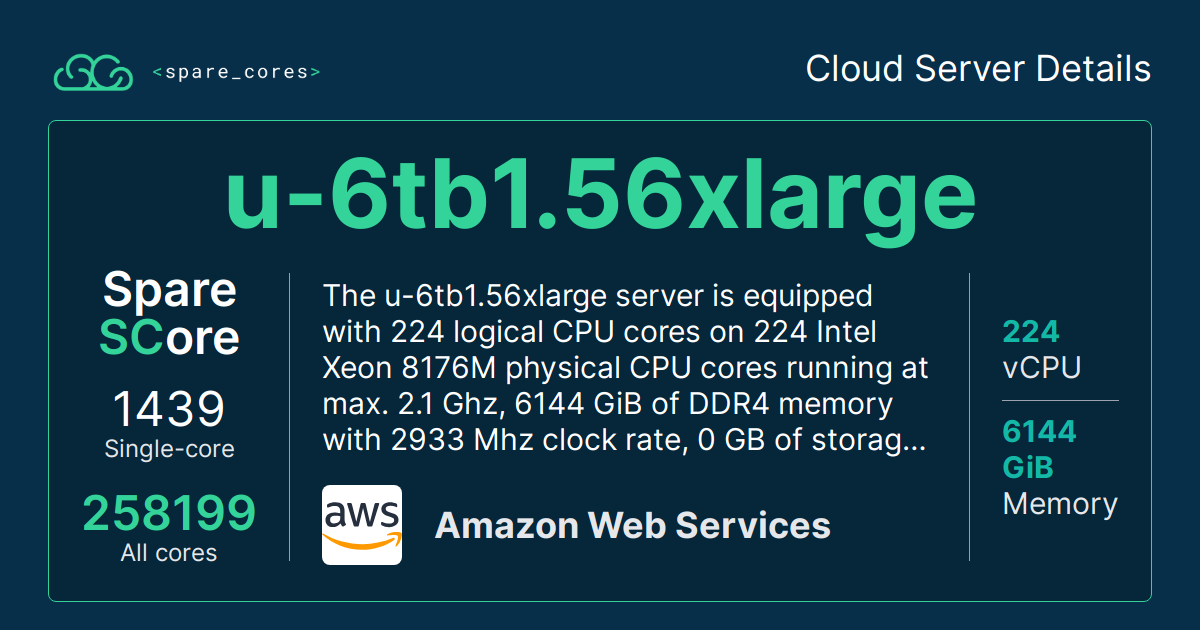 <spare_cores>
Cloud Server Details
u-6tb1.56xlarge
Spare
SCore
1439
Single-core
258199
All cores
The u-6tb1.56xlarge server is equipped
with 224 logical CPU cores on 224 Intel
Xeon 8176M physical CPU cores running at
max. 2.1 Ghz, 6144 GiB of DDR4 memory
with 2933 Mhz clock rate, 0 GB of storag...
aws
Amazon Web Services
224
vCPU
6144
GiB
Memory